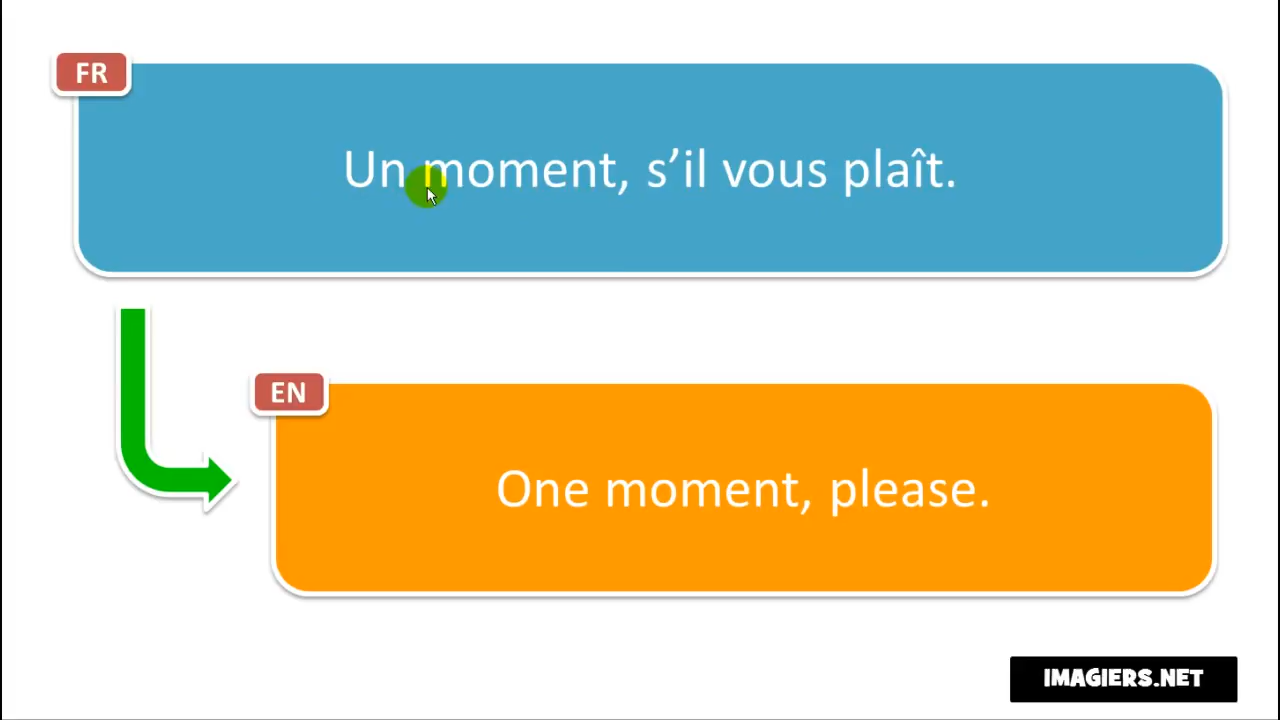 FR
Un moment, s’il vous plaît.
EN
One moment, please.
IMAGIERS.NET